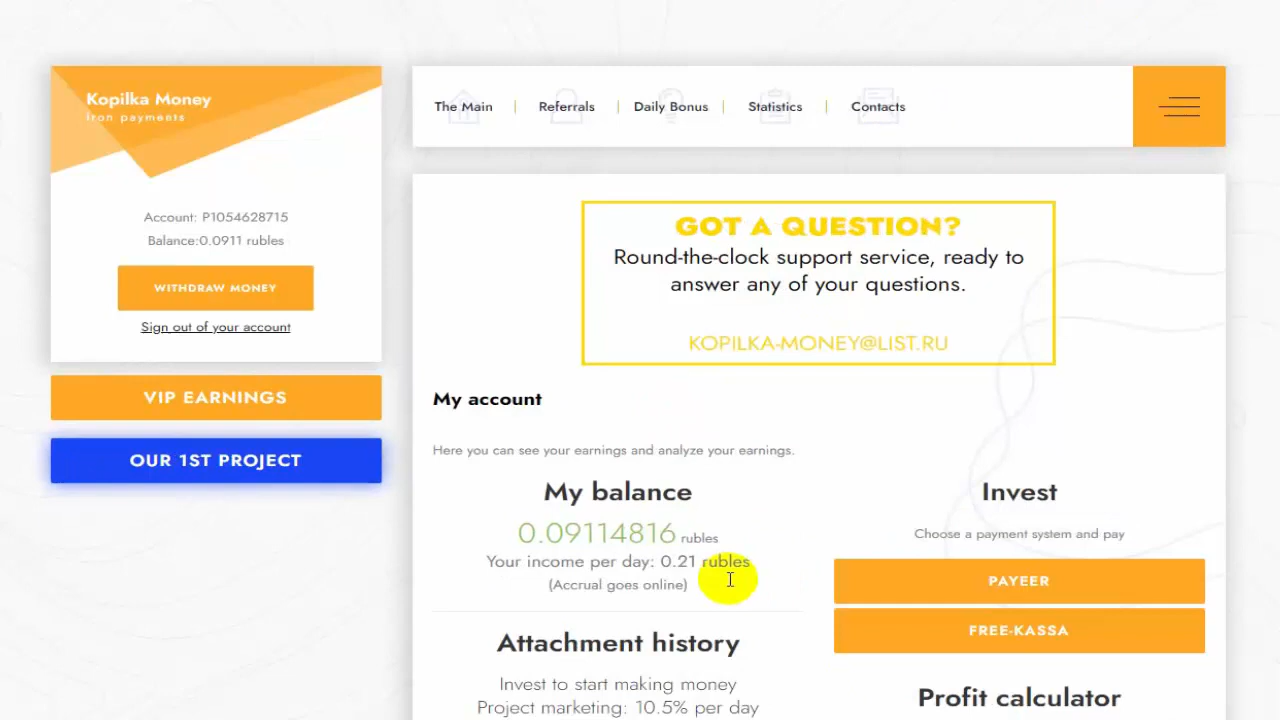 Kopilka Money
Iron payments
Account: P1054628715
Balance:0.0911 rubles
WITHDRAW MONEY
Sign out of your account
VIP EARNINGS
OUR 1ST PROJECT
The Main | Referrals | Daily Bonus | Statistics | Contacts
GOT A QUESTION?
Round-the-clock support service, ready to
answer any of your questions.
KOPILKA-MONEY@LIST.RU
My account
Here you can see your earnings and analyze your earnings.
My balance
0.09114816 rubles
Your income per day: 0.21 rubles
(Accrual goes online)
Attachment history
Invest to start making money
Project marketing: 10.5% per day
Invest
Choose a payment system and pay
PAYEER
FREE-KASSA
Profit calculator